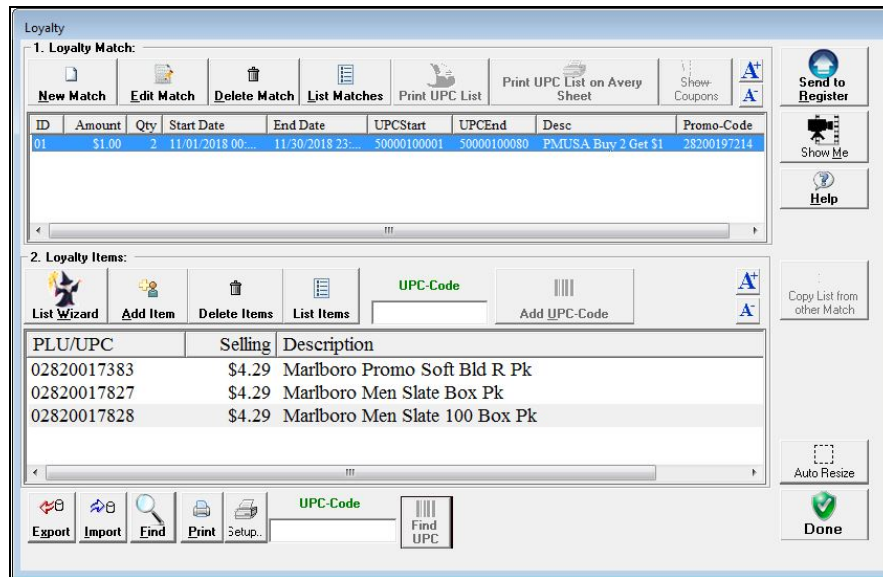 Loyalty
1. Loyalty Match:
New Match Edit Match Delete Match List Matches Print UPC List Print UPC List on Avery Sheet Show Coupons A+ A-
Send to Register
ID Amount Qty Start Date End Date UPCStart UPCEnd Desc Promo-Code
01 $1.00 2 11/01/2018 00:... 11/30/2018 23:... 50000100001 50000100080 PMUSA Buy 2 Get $1 28200197214
Show Me
Help
2. Loyalty Items:
List Wizard Add Item Delete Items List Items UPC-Code Add UPC-Code A+ A-
Copy List from other Match
PLU/UPC Selling Description
02820017383 $4.29 Marlboro Promo Soft Bld R Pk
02820017827 $4.29 Marlboro Men Slate Box Pk
02820017828 $4.29 Marlboro Men Slate 100 Box Pk
Auto Resize
Export Import Find Print Setup.. UPC-Code Find UPC
Done